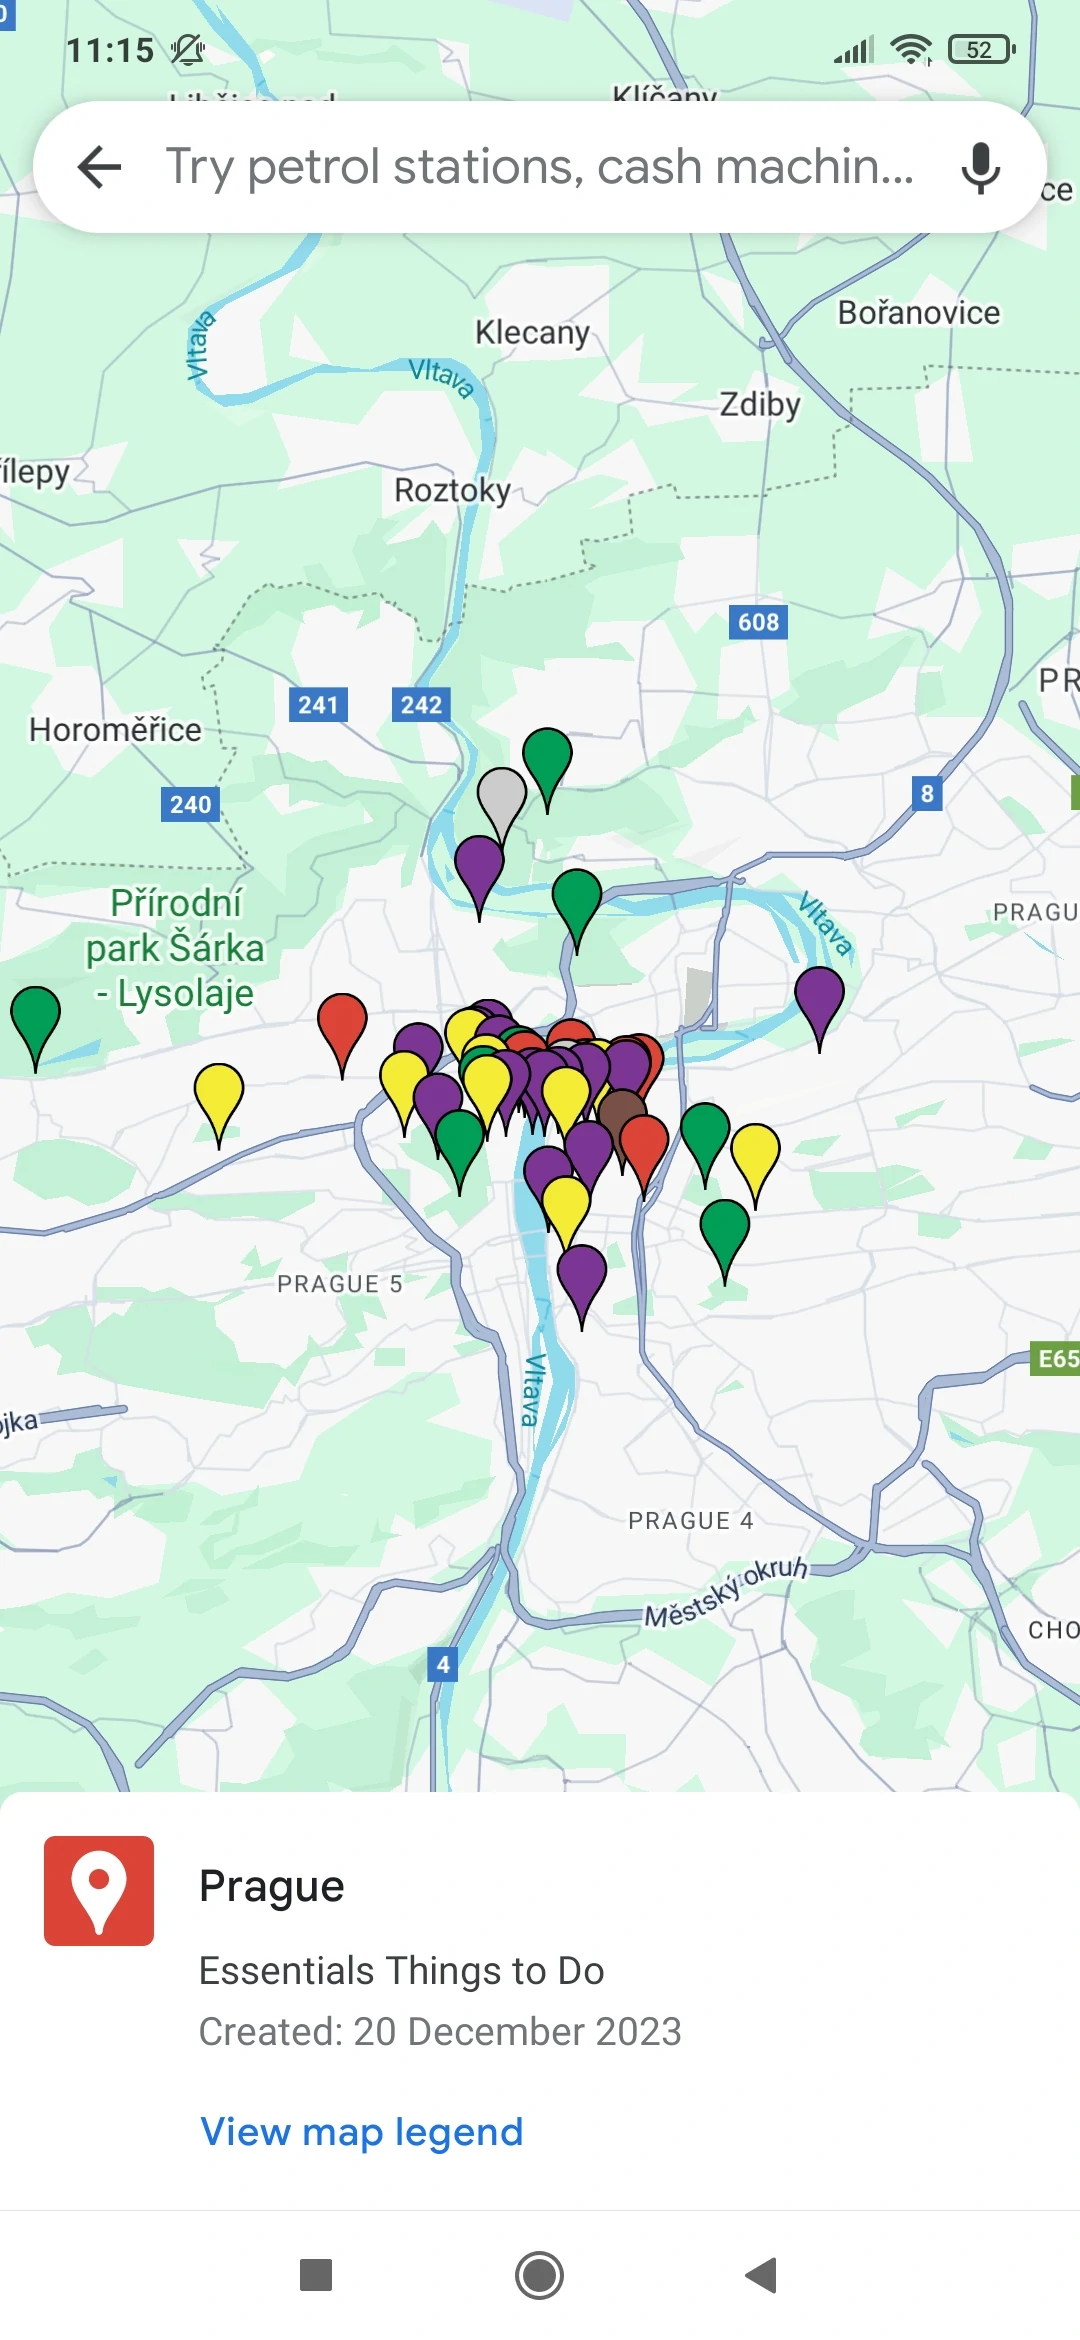 11:15
52
Klíčany
Try petrol stations, cash machin...
ce
Vltava
Klecany
Bořanovice
Vltava
Zdiby
ílepy
Roztoky
608
PR
241
242
Horoměřice
240
8
Přírodní
park Šárka
- Lysolaje
Vltava
PRAGU
PRAGUE 5
E65
Vltava
ojka
PRAGUE 4
Městský okruh
CHO
4
Prague
Essentials Things to Do
Created: 20 December 2023
View map legend